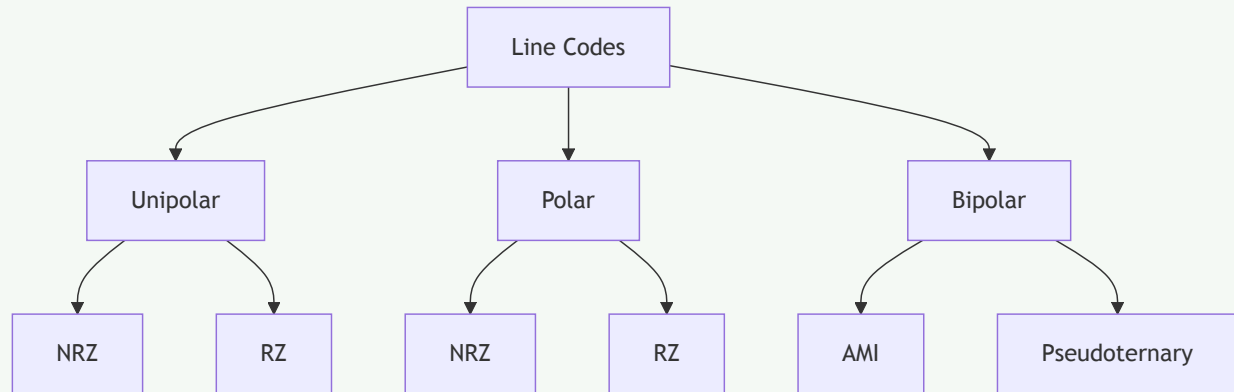 Line Codes
Unipolar
Polar
Bipolar
NRZ
RZ
NRZ
RZ
AMI
Pseudoternary